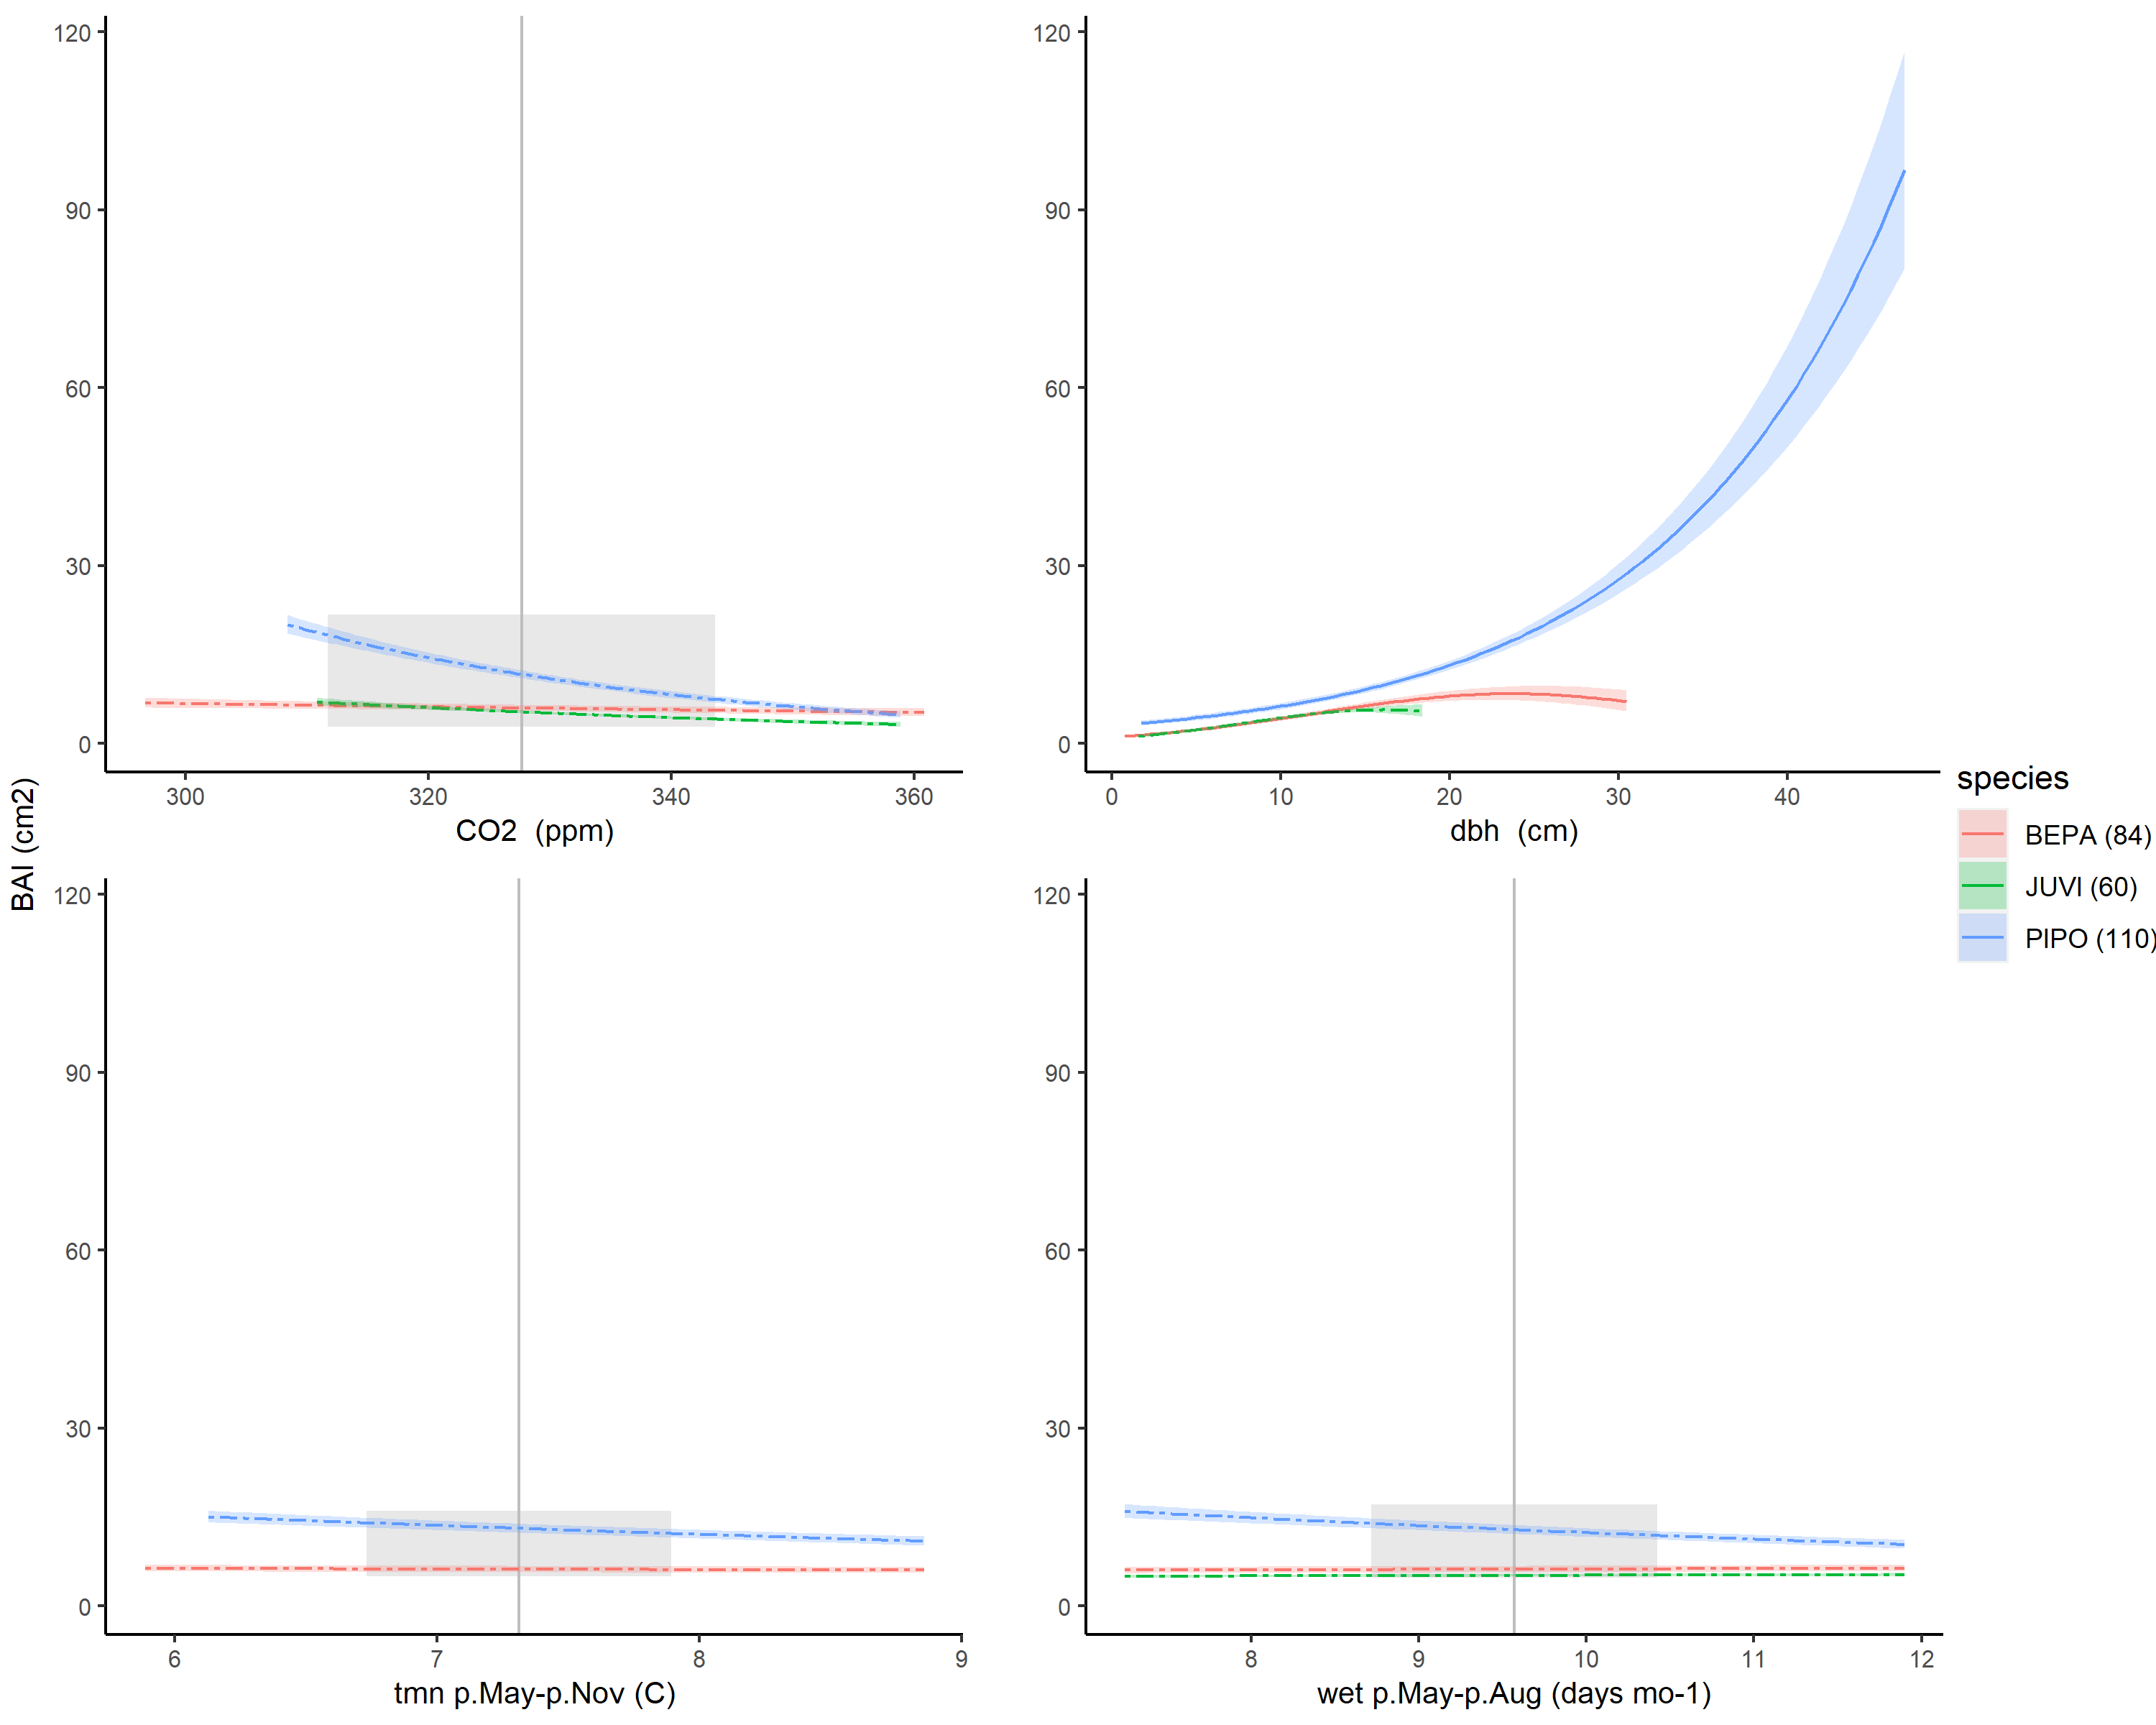 120
90
60
30
0
300 320 340 360
CO2  (ppm)
120
90
60
30
0
0 10 20 30 40
dbh  (cm)
BAI (cm2)
120
90
60
30
0
6 7 8 9
tmn p.May-p.Nov (C)
120
90
60
30
0
8 9 10 11 12
wet p.May-p.Aug (days mo-1)
species
BEPA (84)
JUVI (60)
PIPO (110)